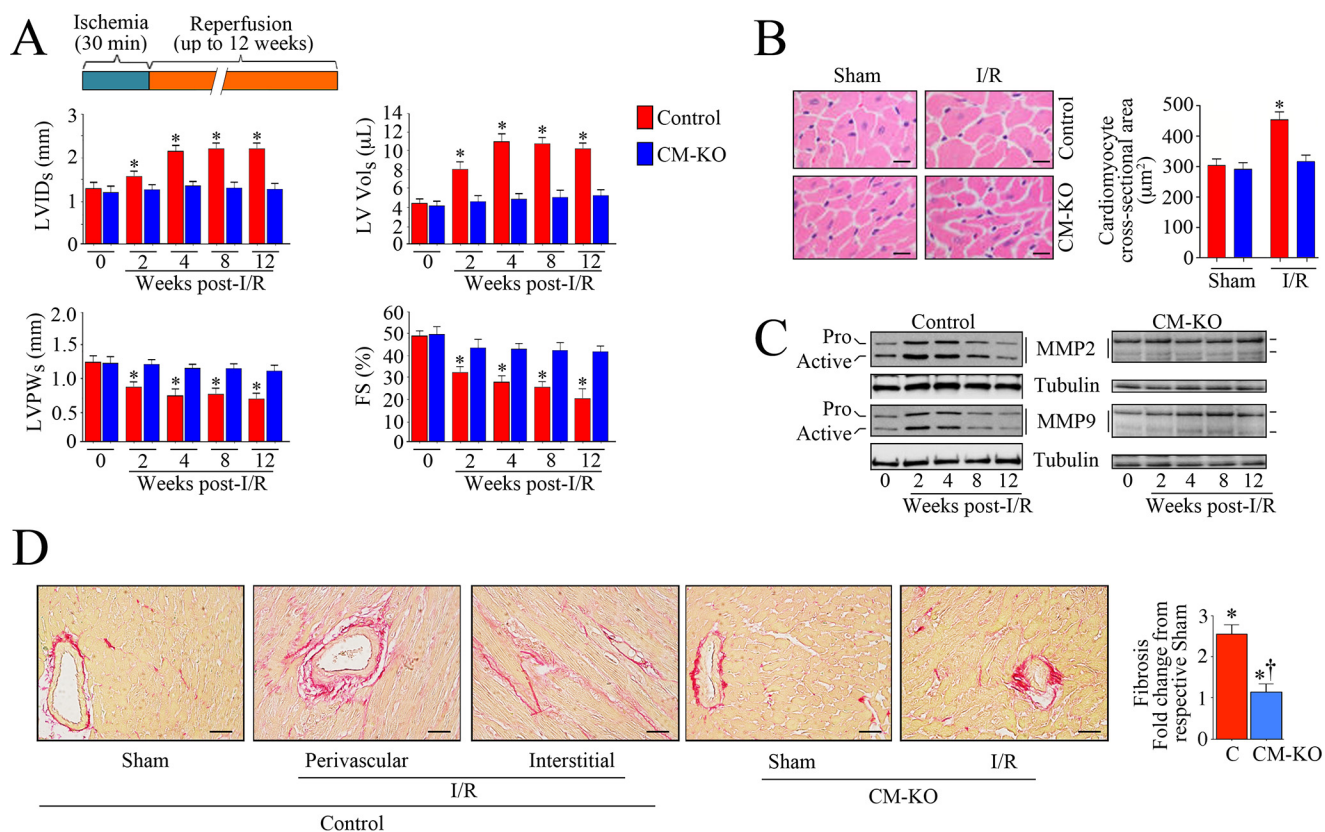 A
Ischemia
(30 min)
Reperfusion
(up to 12 weeks)
LVIDS (mm)
3
2
1
0
*
*
*
*
0
2
4
8
12
Weeks post-I/R
LV VolS (µL)
14
12
10
8
6
4
2
0
*
*
*
*
0
2
4
8
12
Weeks post-I/R
Control
CM-KO
LVPWS (mm)
2.0
1.5
1.0
0.5
0
*
*
*
*
0
2
4
8
12
Weeks post-I/R
FS (%)
60
50
40
30
20
10
0
*
*
*
*
0
2
4
8
12
Weeks post-I/R
B
Sham
I/R
Control
CM-KO
Cardiomyocyte
cross-sectional area
(µm2)
500
400
300
200
100
0
*
Sham
I/R
C
Control
CM-KO
Pro
Active
MMP2
Tubulin
Pro
Active
MMP9
Tubulin
0 2 4 8 12
Weeks post-I/R
0 2 4 8 12
Weeks post-I/R
D
Sham
Perivascular
Interstitial
I/R
Control
Sham
I/R
CM-KO
Fibrosis
Fold change from
respective Sham
3
2
1
0
*
*†
C
CM-KO